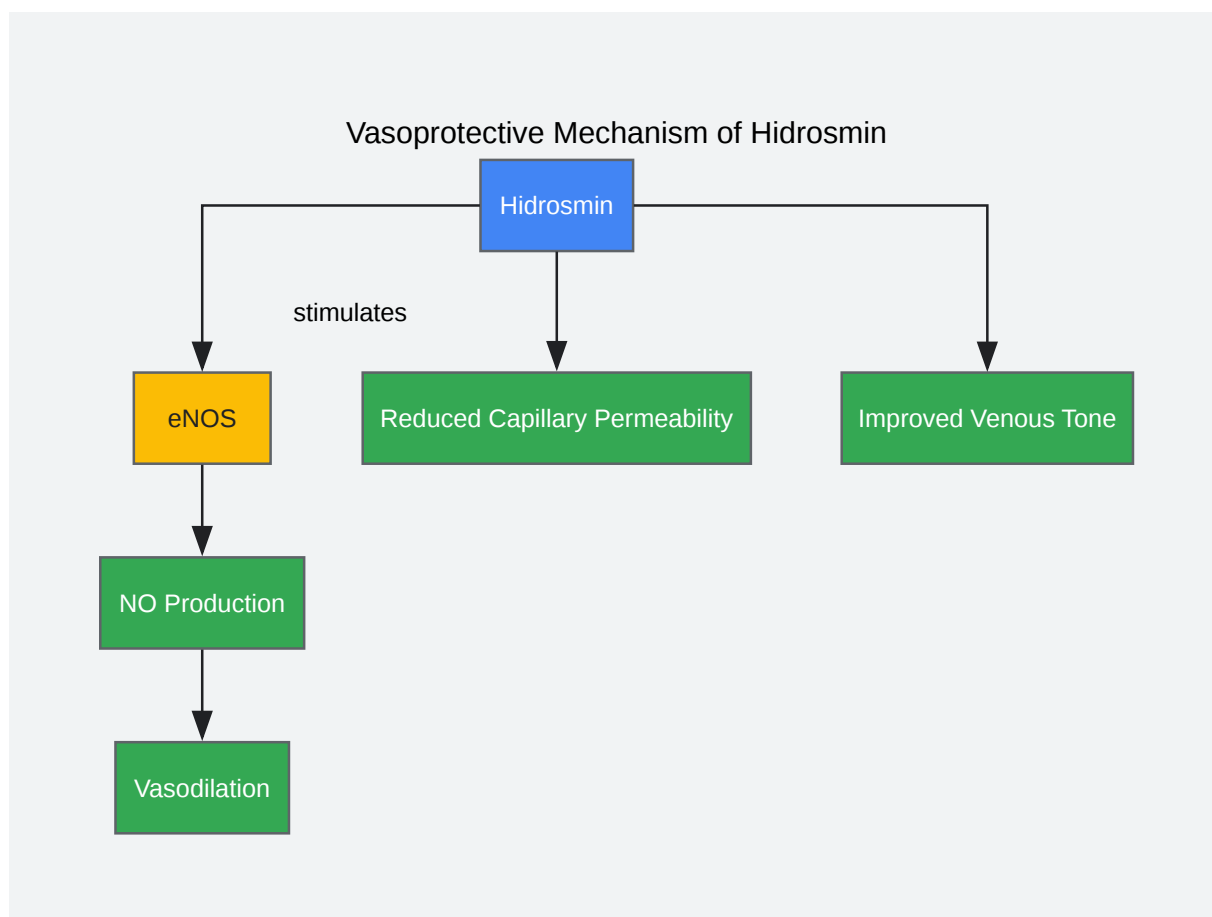 Vasoprotective Mechanism of Hidrosmin
Hidrosmin
stimulates
eNOS
Reduced Capillary Permeability
Improved Venous Tone
NO Production
Vasodilation